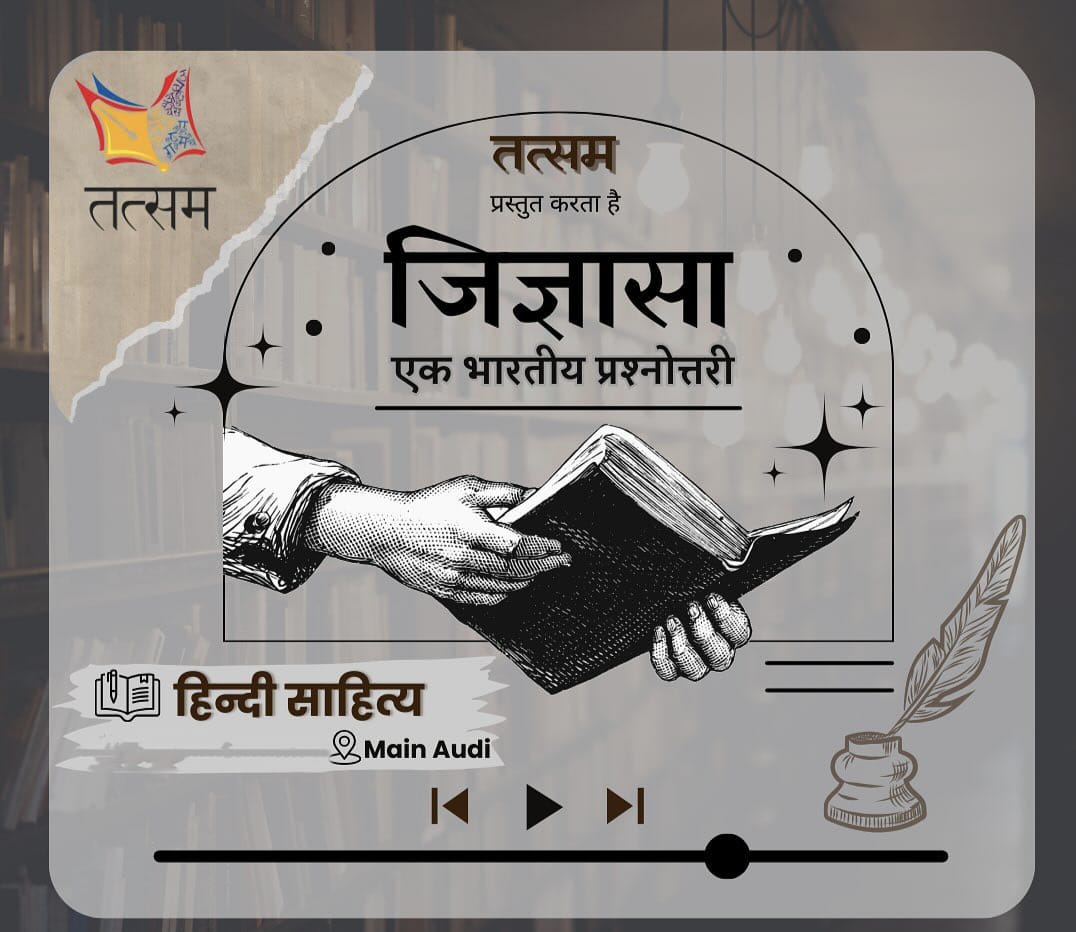 तत्सम
तत्सम
प्रस्तुत करता है
जिज्ञासा
एक भारतीय प्रश्नोत्तरी
हिन्दी साहित्य
Main Audi